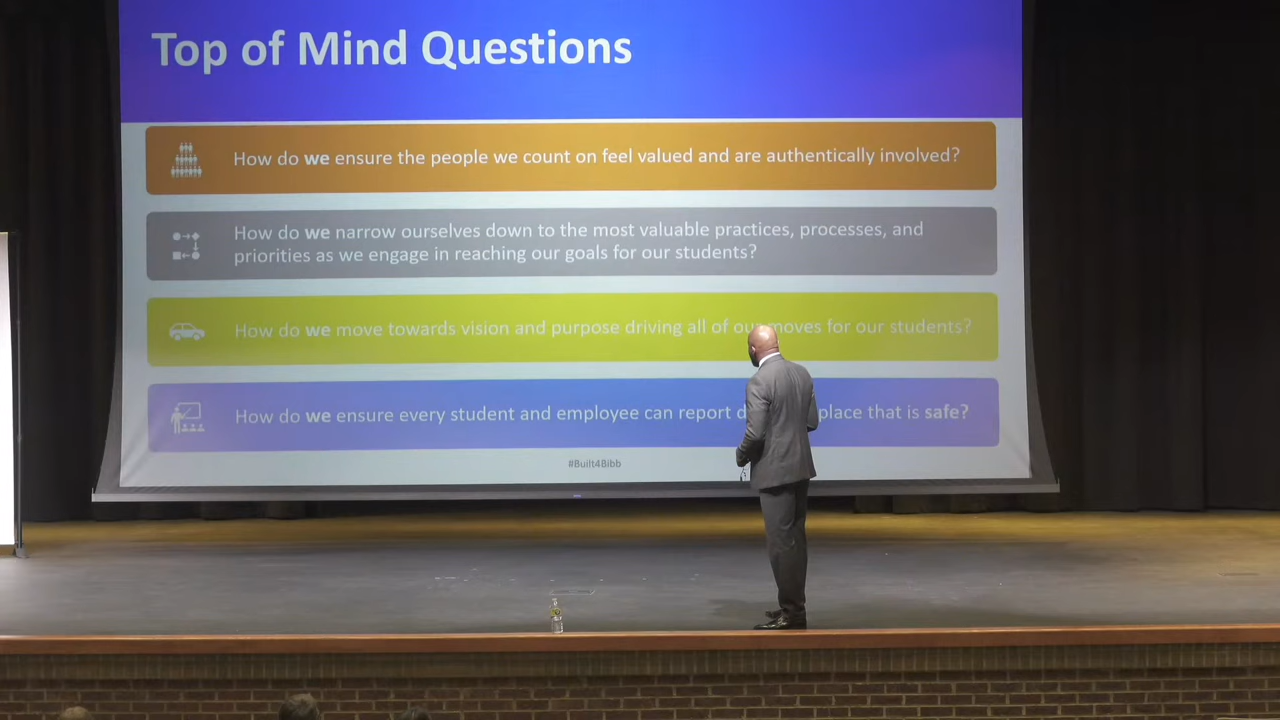 Top of Mind Questions
How do we ensure the people we count on feel valued and are authentically involved?
How do we narrow ourselves down to the most valuable practices, processes, and
priorities as we engage in reaching our goals for our students?
How do we move towards vision and purpose driving all of our moves for our students?
How do we ensure every student and employee can report place that is safe?
#Built4Bibb